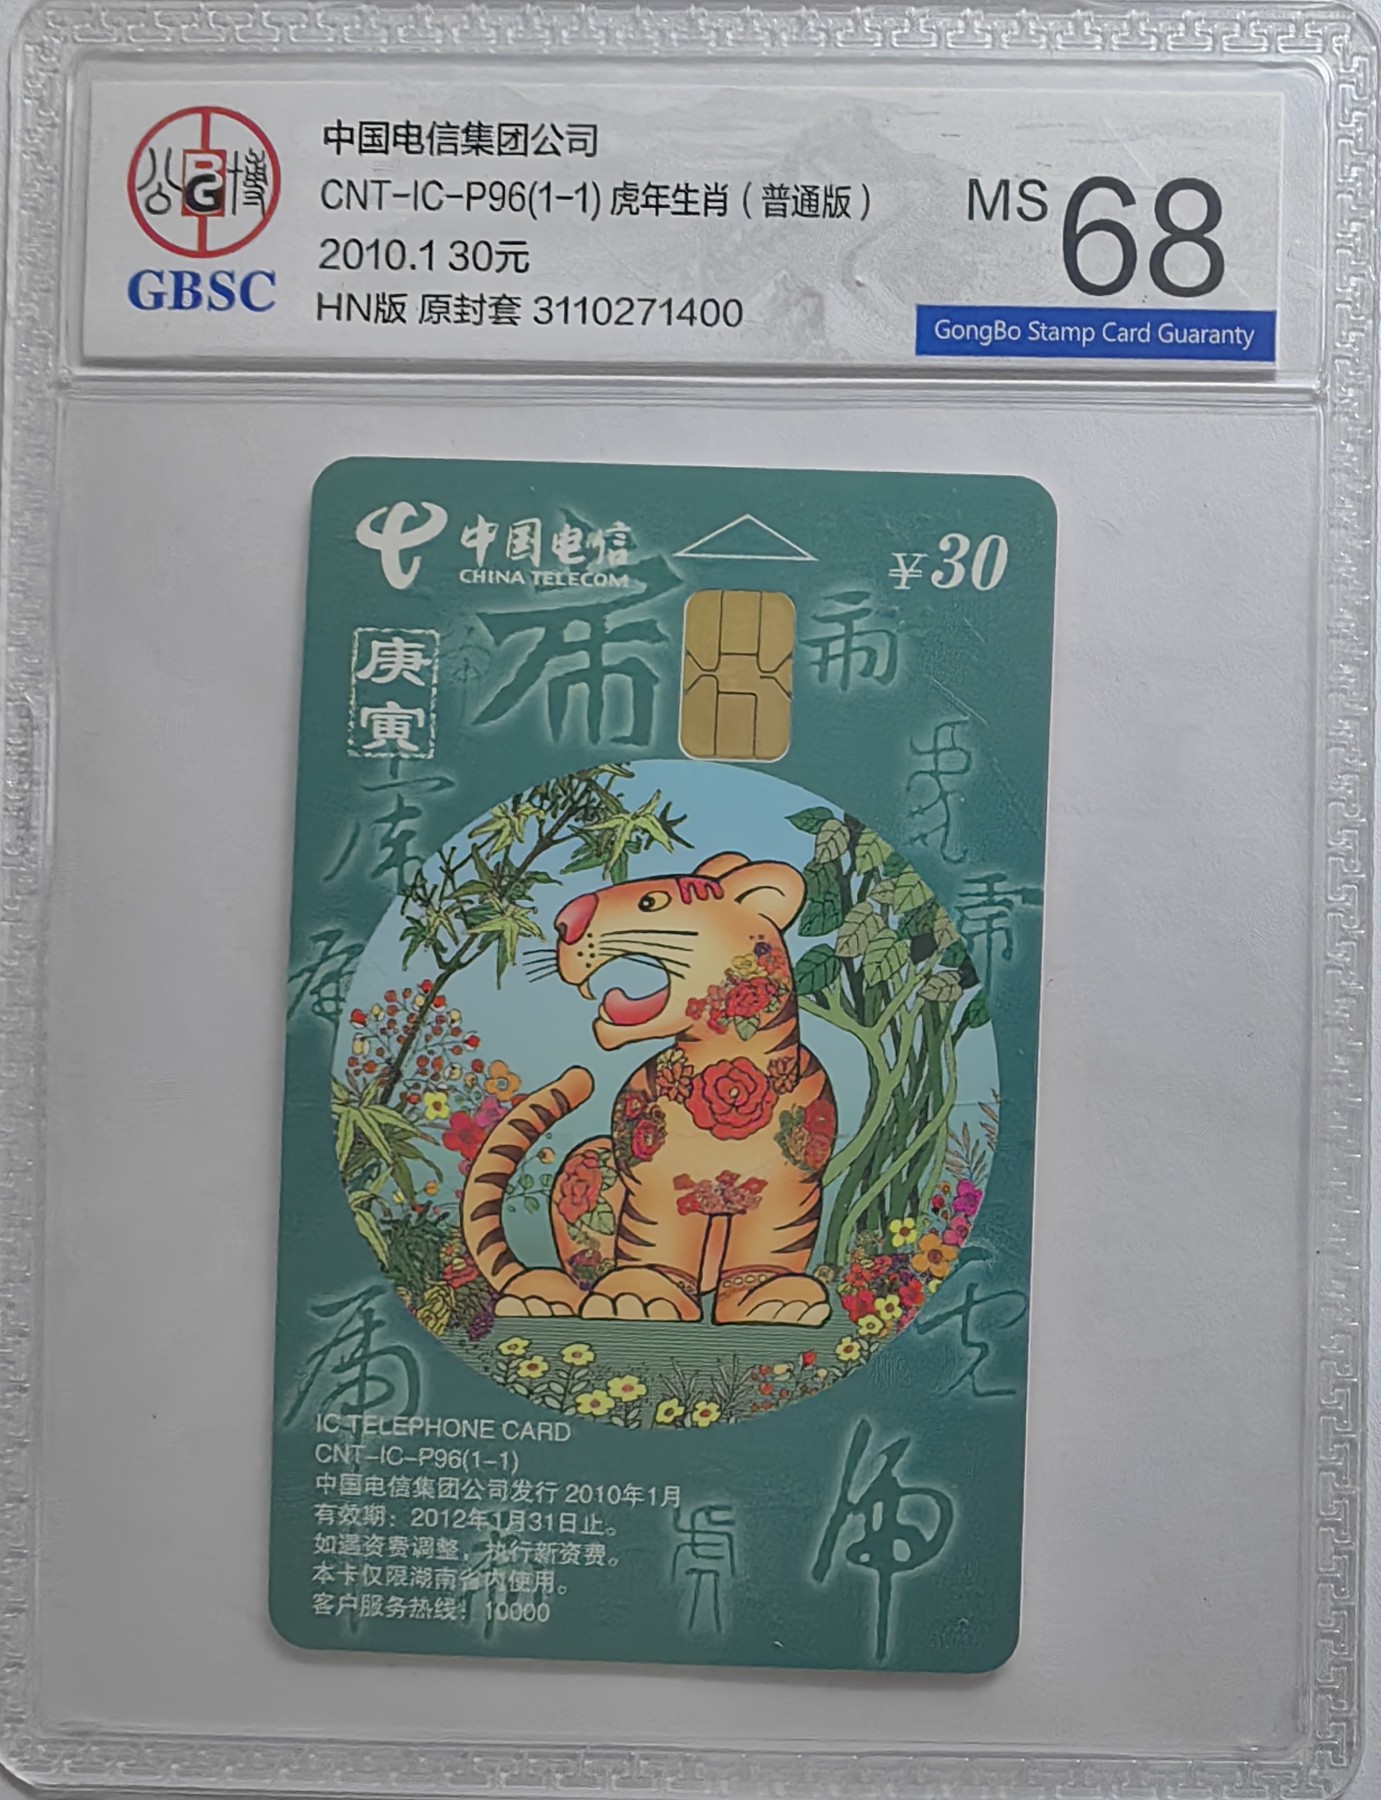 中国电信集团公司
CNT-IC-P96(1-1) 虎年生肖（普通版）
2010.1 30元
HN版 原封套 3110271400
公博
GBSC
MS 68
GongBo Stamp Card Guaranty
中国电信
CHINA TELECOM
¥30
庚寅
IC TELEPHONE CARD
CNT-IC-P96(1-1)
中国电信集团公司发行 2010年1月
有效期：2012年1月31日止。
如遇资费调整，执行新资费。
本卡仅限湖南省内使用。
客户服务热线：10000